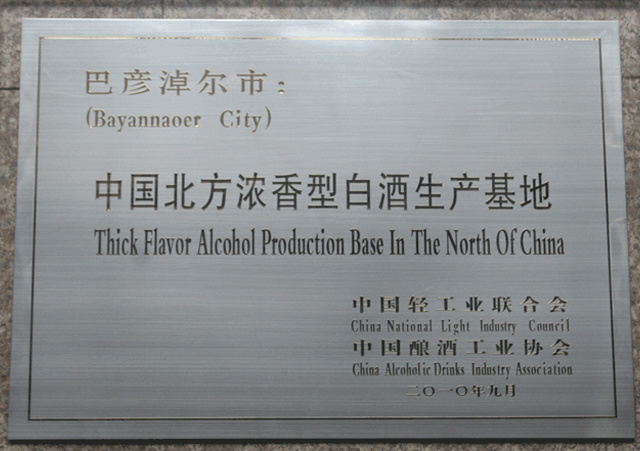 巴彦淖尔市：
(Bayannaoer City)
中国北方浓香型白酒生产基地
Thick Flavor Alcohol Production Base In The North Of China
中国轻工业联合会
China National Light Industry Council
中国酿酒工业协会
China Alcoholic Drinks Industry Association
二〇一〇年九月